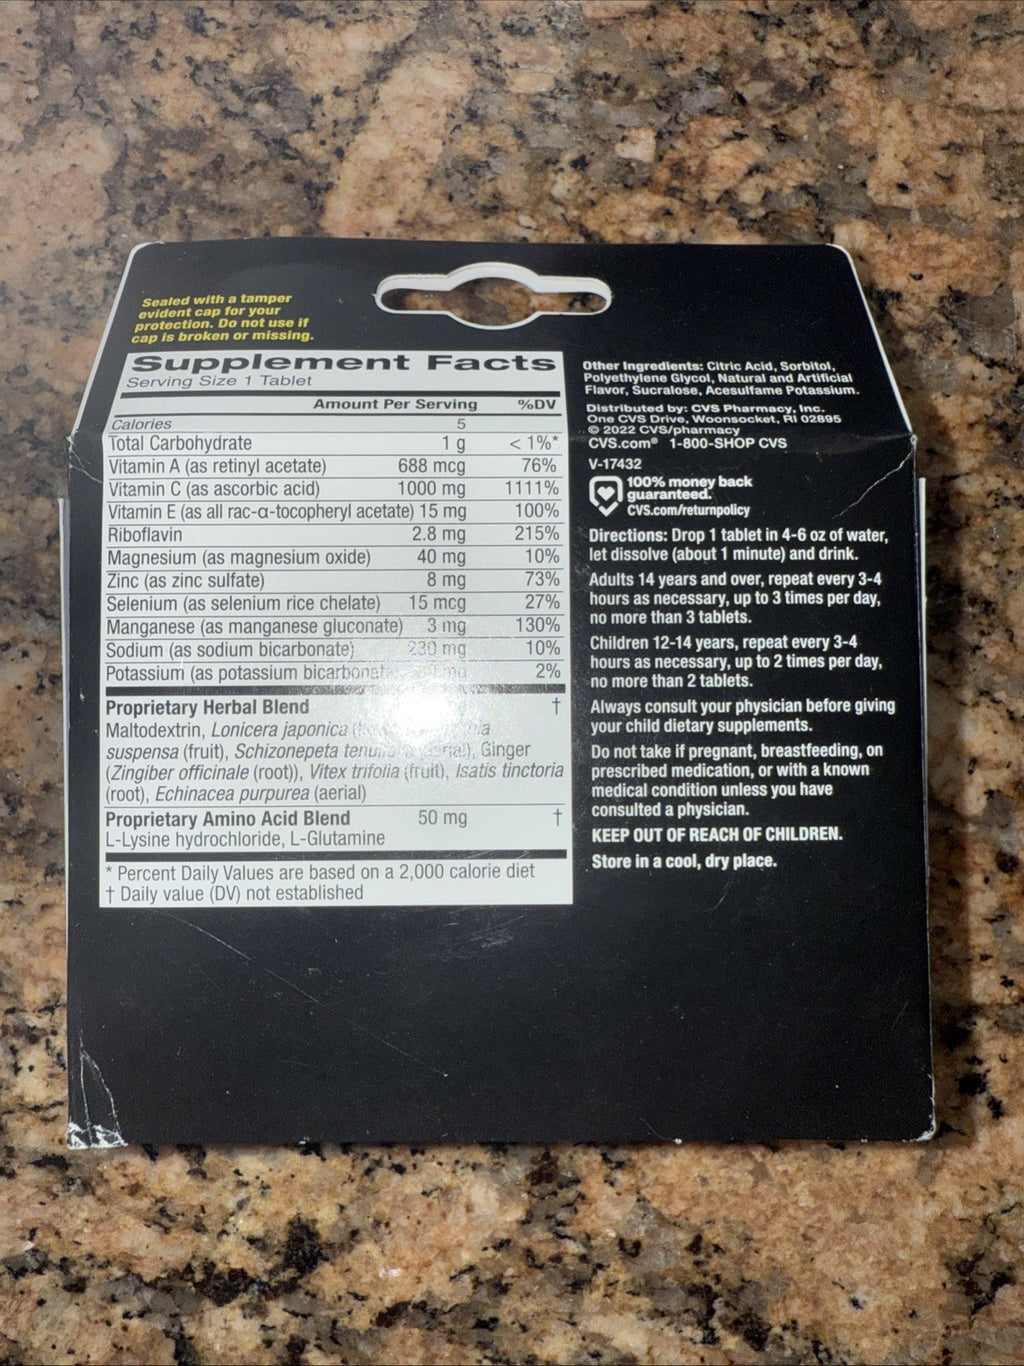 Sealed with a tamper
evident cap for your
protection. Do not use if
cap is broken or missing.
Supplement Facts
Serving Size 1 Tablet
Amount Per Serving %DV
Calories 5
Total Carbohydrate 1 g < 1%*
Vitamin A (as retinyl acetate) 688 mcg 76%
Vitamin C (as ascorbic acid) 1000 mg 1111%
Vitamin E (as all rac-α-tocopheryl acetate) 15 mg 100%
Riboflavin 2.8 mg 215%
Magnesium (as magnesium oxide) 40 mg 10%
Zinc (as zinc sulfate) 8 mg 73%
Selenium (as selenium rice chelate) 15 mcg 27%
Manganese (as manganese gluconate) 3 mg 130%
Sodium (as sodium bicarbonate) 230 mg 10%
Potassium (as potassium bicarbonate) mg 2%
Proprietary Herbal Blend †
Maltodextrin, Lonicera japonica
suspensa (fruit), Schizonepeta (aerial), Ginger
(Zingiber officinale (root)), Vitex trifolia (fruit), Isatis tinctoria
(root), Echinacea purpurea (aerial)
Proprietary Amino Acid Blend 50 mg †
L-Lysine hydrochloride, L-Glutamine
* Percent Daily Values are based on a 2,000 calorie diet
† Daily value (DV) not established
Other Ingredients: Citric Acid, Sorbitol,
Polyethylene Glycol, Natural and Artificial
Flavor, Sucralose, Acesulfame Potassium.
Distributed by: CVS Pharmacy, Inc.
One CVS Drive, Woonsocket, RI 02895
© 2022 CVS/pharmacy
CVS.com® 1-800-SHOP CVS
V-17432
100% money back
guaranteed.
CVS.com/returnpolicy
Directions: Drop 1 tablet in 4-6 oz of water,
let dissolve (about 1 minute) and drink.
Adults 14 years and over, repeat every 3-4
hours as necessary, up to 3 times per day,
no more than 3 tablets.
Children 12-14 years, repeat every 3-4
hours as necessary, up to 2 times per day,
no more than 2 tablets.
Always consult your physician before giving
your child dietary supplements.
Do not take if pregnant, breastfeeding, on
prescribed medication, or with a known
medical condition unless you have
consulted a physician.
KEEP OUT OF REACH OF CHILDREN.
Store in a cool, dry place.